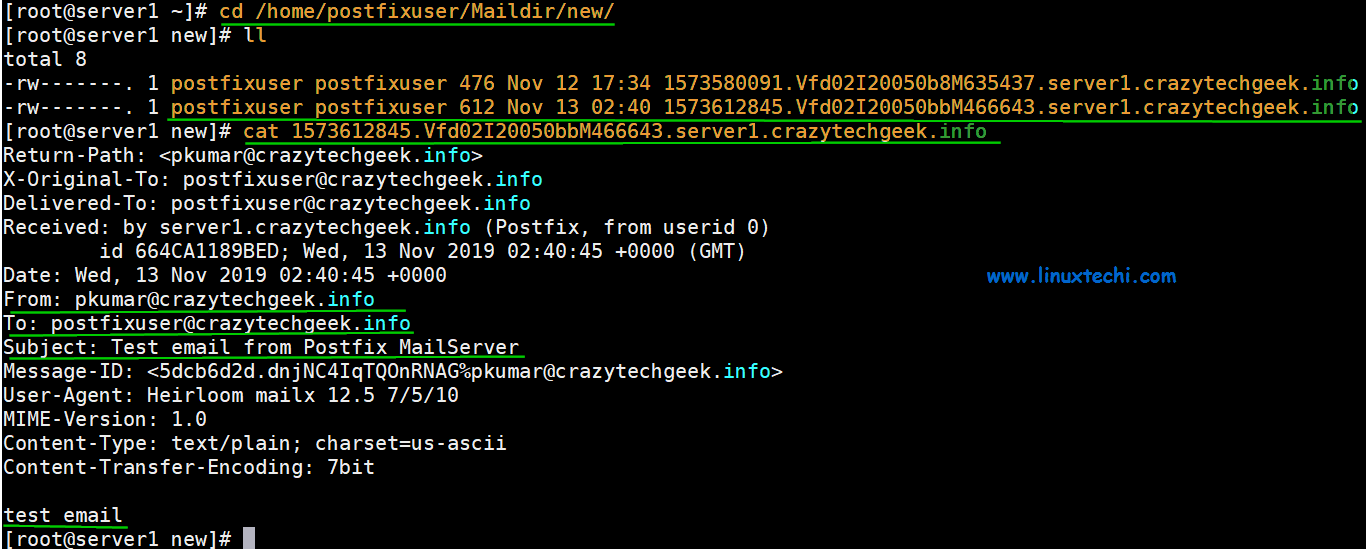 [root@server1 ~]# cd /home/postfixuser/Maildir/new/
[root@server1 new]# ll
total 8
-rw-------. 1 postfixuser postfixuser 476 Nov 12 17:34 1573580091.Vfd02I20050b8M635437.server1.crazytechgeek.info
-rw-------. 1 postfixuser postfixuser 612 Nov 13 02:40 1573612845.Vfd02I20050bbM466643.server1.crazytechgeek.info
[root@server1 new]# cat 1573612845.Vfd02I20050bbM466643.server1.crazytechgeek.info
Return-Path: <pkumar@crazytechgeek.info>
X-Original-To: postfixuser@crazytechgeek.info
Delivered-To: postfixuser@crazytechgeek.info
Received: by server1.crazytechgeek.info (Postfix, from userid 0)
        id 664CA1189BED; Wed, 13 Nov 2019 02:40:45 +0000 (GMT)
Date: Wed, 13 Nov 2019 02:40:45 +0000
www.linuxtechi.com
From: pkumar@crazytechgeek.info
To: postfixuser@crazytechgeek.info
Subject: Test email from Postfix MailServer
Message-ID: <5dcb6d2d.dnjNC4IqTQOnRNAG%pkumar@crazytechgeek.info>
User-Agent: Heirloom mailx 12.5 7/5/10
MIME-Version: 1.0
Content-Type: text/plain; charset=us-ascii
Content-Transfer-Encoding: 7bit
test email
[root@server1 new]#